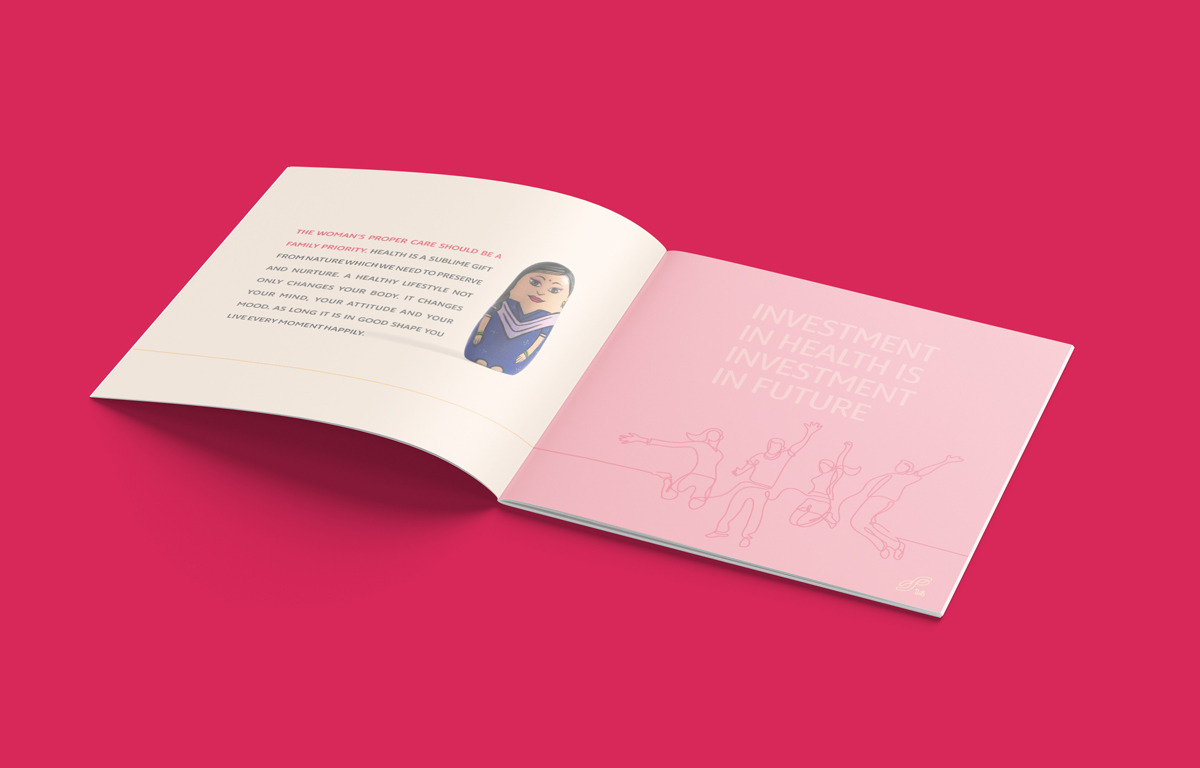 THE WOMAN'S PROPER CARE SHOULD BE A
FAMILY PRIORITY. HEALTH IS A SUBLIME GIFT
FROM NATURE WHICH WE NEED TO PRESERVE
AND NURTURE. A HEALTHY LIFESTYLE NOT
ONLY CHANGES YOUR BODY. IT CHANGES
YOUR MIND, YOUR ATTITUDE AND YOUR
MOOD. AS LONG IT IS IN GOOD SHAPE YOU
LIVE EVERY MOMENT HAPPILY.
INVESTMENT
IN HEALTH IS
INVESTMENT
IN FUTURE